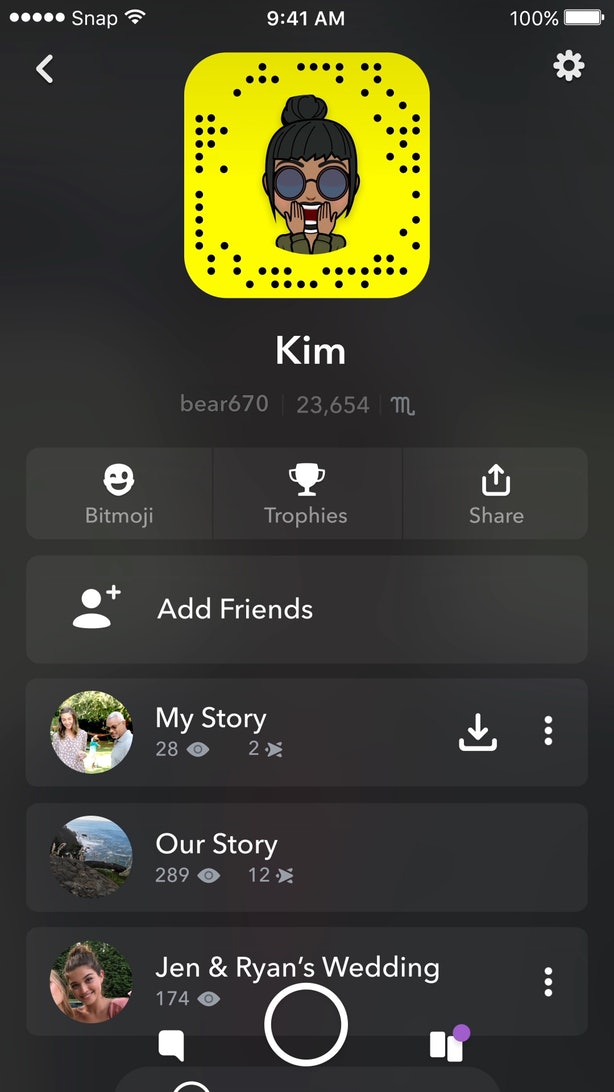 Snap 9:41 AM 100%
Kim
bear670 23,654 ♏
Bitmoji Trophies Share
Add Friends
My Story
28 2
Our Story
289 12
Jen & Ryan’s Wedding
174